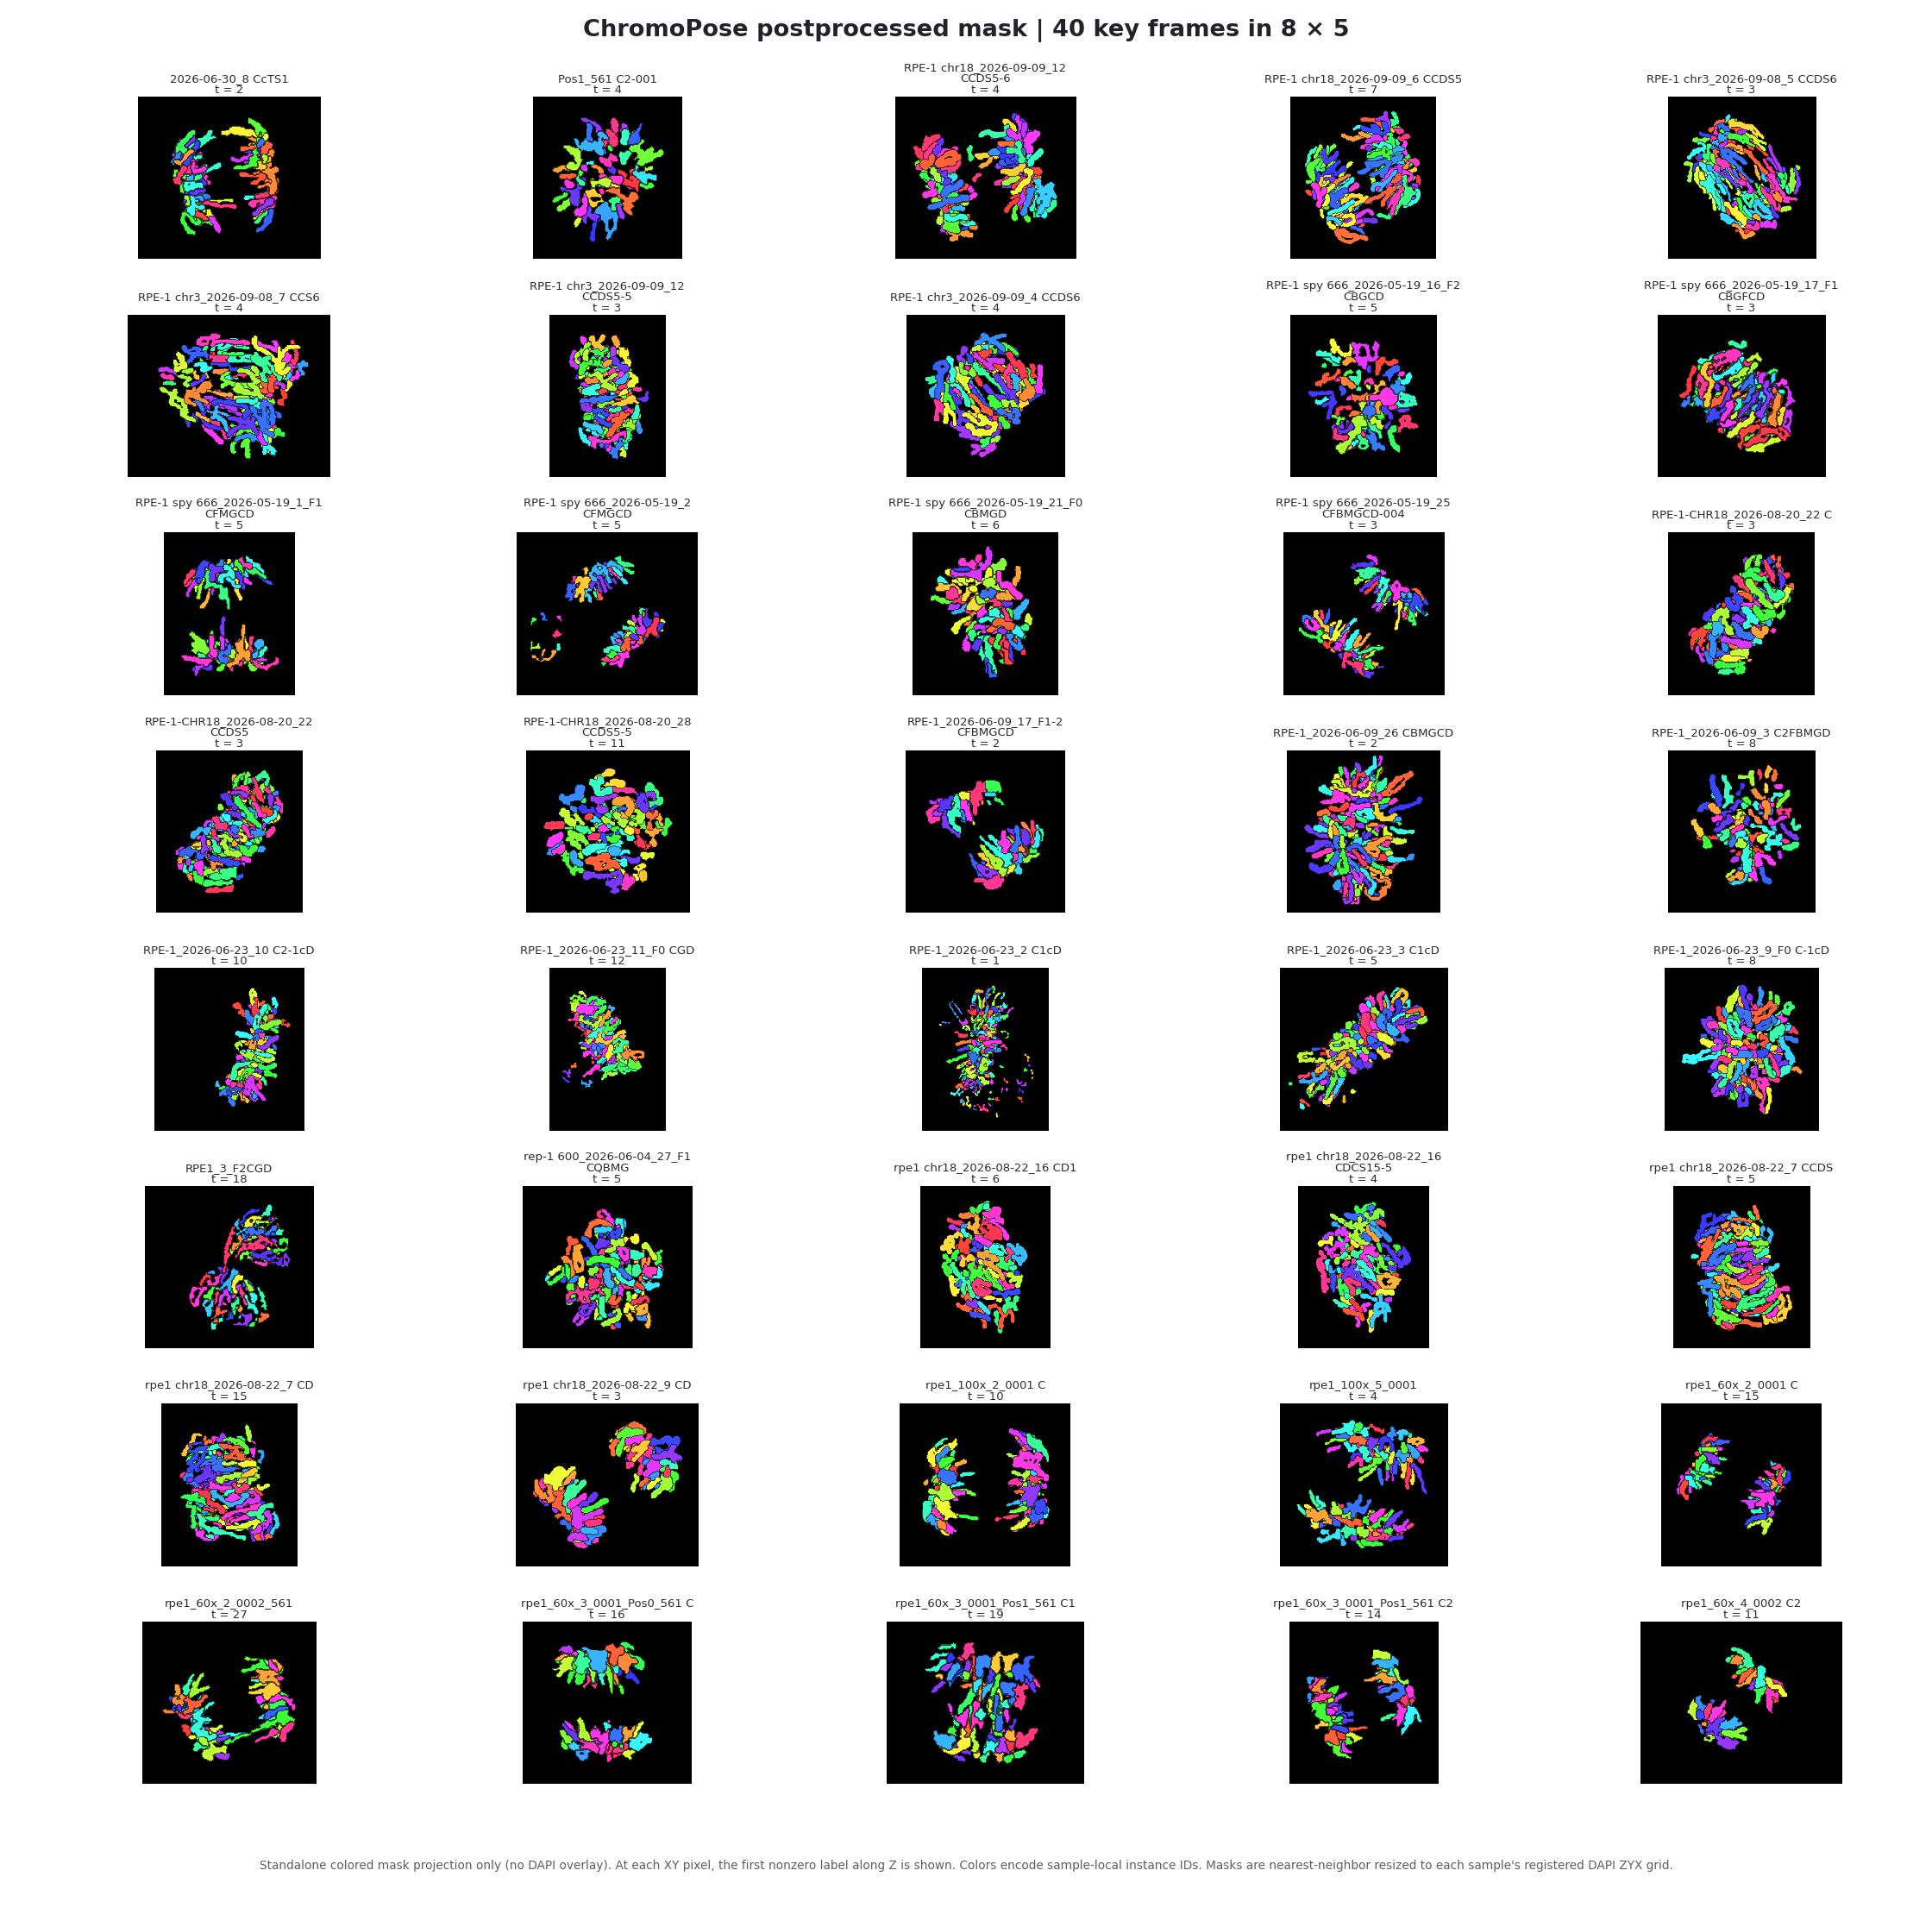 ChromoPose postprocessed mask | 40 key frames in 8 × 5
2026-06-30_8 CcTS1
t = 2
Pos1_561 C2-001
t = 4
RPE-1 chr18_2026-09-09_12
CCDS5-6
t = 4
RPE-1 chr18_2026-09-09_6 CCDS5
t = 7
RPE-1 chr3_2026-09-08_5 CCDS6
t = 3
RPE-1 chr3_2026-09-08_7 CCS6
t = 4
RPE-1 chr3_2026-09-09_12
CCDS5-5
t = 3
RPE-1 chr3_2026-09-09_4 CCDS6
t = 4
RPE-1 spy 666_2026-05-19_16_F2
CBGCD
t = 5
RPE-1 spy 666_2026-05-19_17_F1
CBGFCD
t = 3
RPE-1 spy 666_2026-05-19_1_F1
CFMGCD
t = 5
RPE-1 spy 666_2026-05-19_2
CFMGCD
t = 5
RPE-1 spy 666_2026-05-19_21_F0
CBMGD
t = 6
RPE-1 spy 666_2026-05-19_25
CFBMGCD-004
t = 3
RPE-1-CHR18_2026-08-20_22 C
t = 3
RPE-1-CHR18_2026-08-20_22
CCDS5
t = 3
RPE-1-CHR18_2026-08-20_28
CCDS5-5
t = 11
RPE-1_2026-06-09_17_F1-2
CFBMGCD
t = 2
RPE-1_2026-06-09_26 CBMGCD
t = 2
RPE-1_2026-06-09_3 C2FBMGD
t = 8
RPE-1_2026-06-23_10 C2-1cD
t = 10
RPE-1_2026-06-23_11_F0 CGD
t = 12
RPE-1_2026-06-23_2 C1cD
t = 1
RPE-1_2026-06-23_3 C1cD
t = 5
RPE-1_2026-06-23_9_F0 C-1cD
t = 8
RPE1_3_F2CGD
t = 18
rep-1 600_2026-06-04_27_F1
CQBMG
t = 5
rpe1 chr18_2026-08-22_16 CD1
t = 6
rpe1 chr18_2026-08-22_16
CDCS15-5
t = 4
rpe1 chr18_2026-08-22_7 CCDS
t = 5
rpe1 chr18_2026-08-22_7 CD
t = 15
rpe1 chr18_2026-08-22_9 CD
t = 3
rpe1_100x_2_0001 C
t = 10
rpe1_100x_5_0001
t = 4
rpe1_60x_2_0001 C
t = 15
rpe1_60x_2_0002_561
t = 27
rpe1_60x_3_0001_Pos0_561 C
t = 16
rpe1_60x_3_0001_Pos1_561 C1
t = 19
rpe1_60x_3_0001_Pos1_561 C2
t = 14
rpe1_60x_4_0002 C2
t = 11
Standalone colored mask projection only (no DAPI overlay). At each XY pixel, the first nonzero label along Z is shown. Colors encode sample-local instance IDs. Masks are nearest-neighbor resized to each sample's registered DAPI ZYX grid.